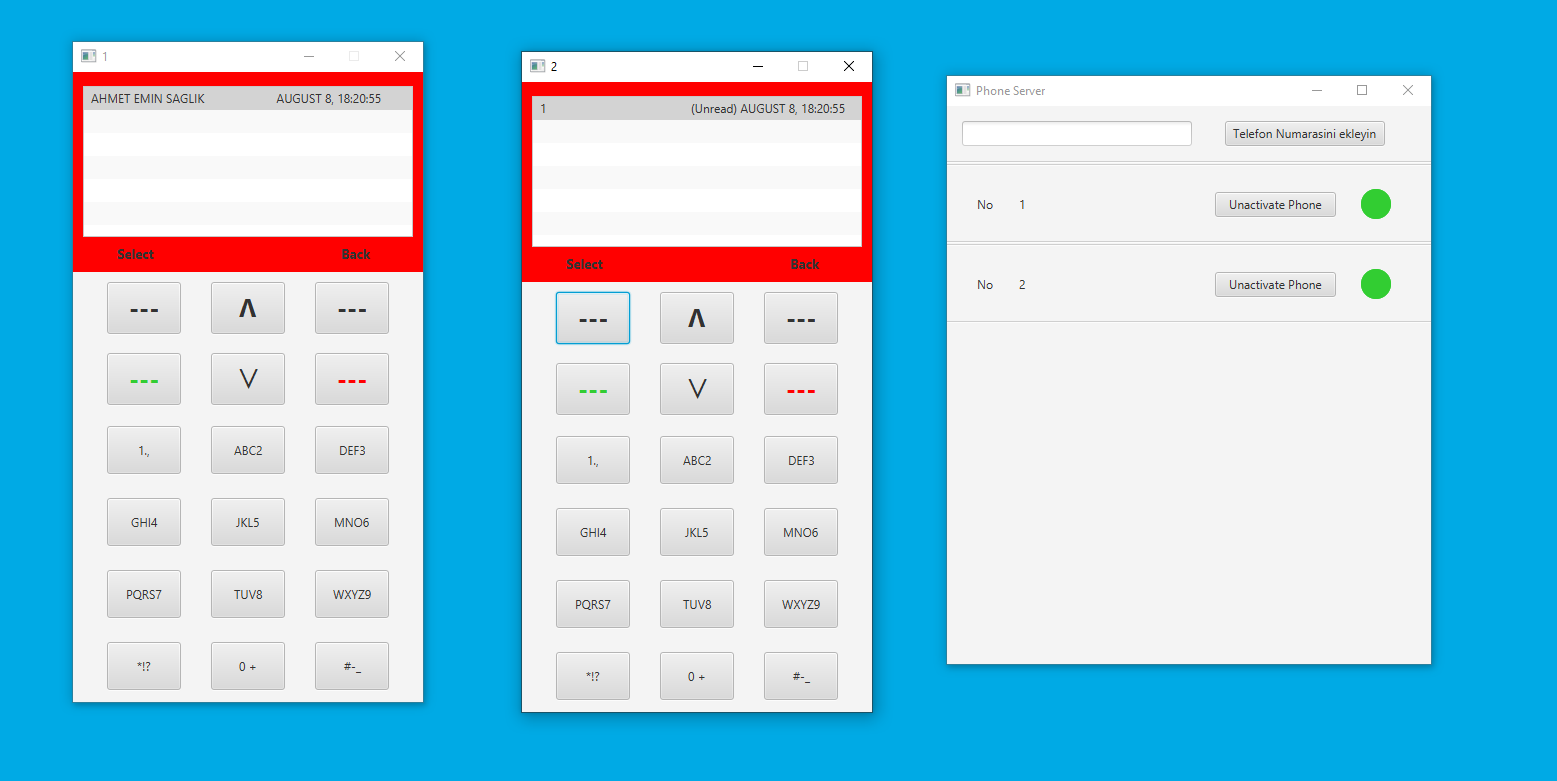 1
AHMET EMIN SAGLIK AUGUST 8, 18:20:55
Select Back
--- Λ ---
--- V ---
1., ABC2 DEF3
GHI4 JKL5 MNO6
PQRS7 TUV8 WXYZ9
*!? 0 + #-_
2
1 (Unread) AUGUST 8, 18:20:55
Select Back
--- Λ ---
--- V ---
1., ABC2 DEF3
GHI4 JKL5 MNO6
PQRS7 TUV8 WXYZ9
*!? 0 + #-_
Phone Server
Telefon Numarasini ekleyin
No 1 Unactivate Phone
No 2 Unactivate Phone